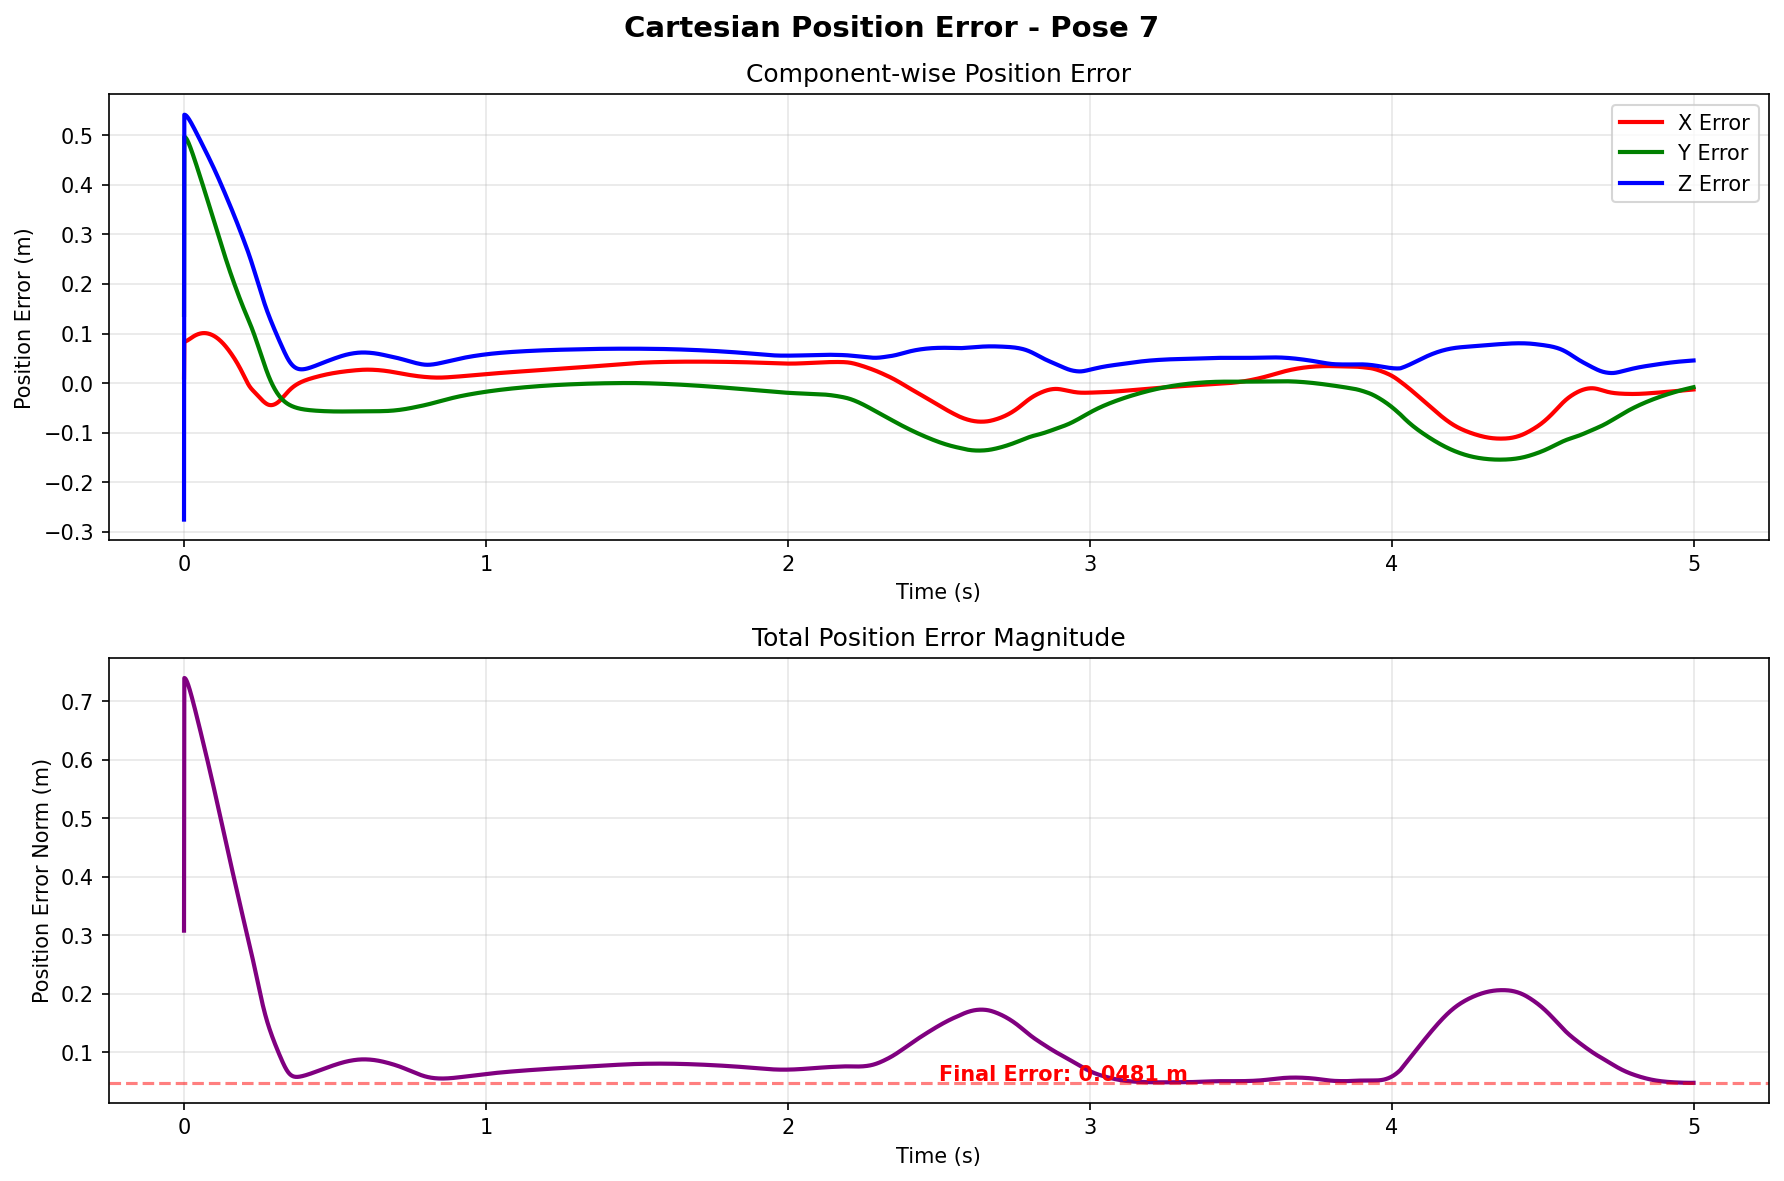 Cartesian Position Error - Pose 7
Component-wise Position Error
Position Error (m)
0.5
0.4
0.3
0.2
0.1
0.0
−0.1
−0.2
−0.3
X Error
Y Error
Z Error
0 1 2 3 4 5
Time (s)
Total Position Error Magnitude
Position Error Norm (m)
0.7
0.6
0.5
0.4
0.3
0.2
0.1
Final Error: 0.0481 m
0 1 2 3 4 5
Time (s)